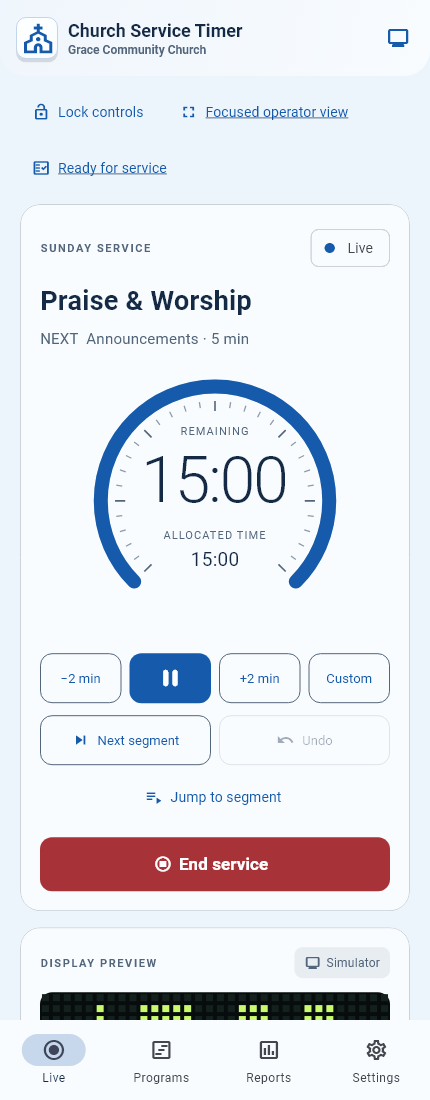 Church Service Timer
Grace Community Church
Lock controls
Focused operator view
Ready for service
SUNDAY SERVICE
Live
Praise & Worship
NEXT Announcements · 5 min
REMAINING
15:00
ALLOCATED TIME
15:00
−2 min
+2 min
Custom
Next segment
Undo
Jump to segment
End service
DISPLAY PREVIEW
Simulator
Live
Programs
Reports
Settings